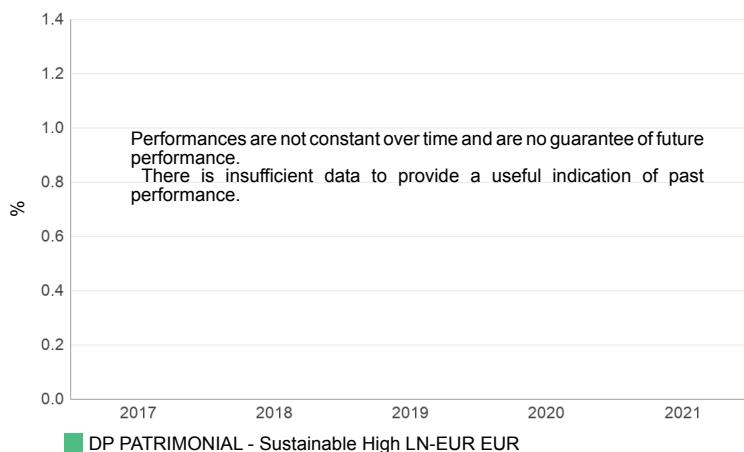 1.4
1.2
1.0
Performances are not constant over time and are no guarantee of future
performance.
There is insufficient data to provide a useful indication of past
performance.
0.8
%
0.6
0.4
0.2
0.0
2017 2018 2019 2020 2021
DP PATRIMONIAL - Sustainable High LN-EUR EUR